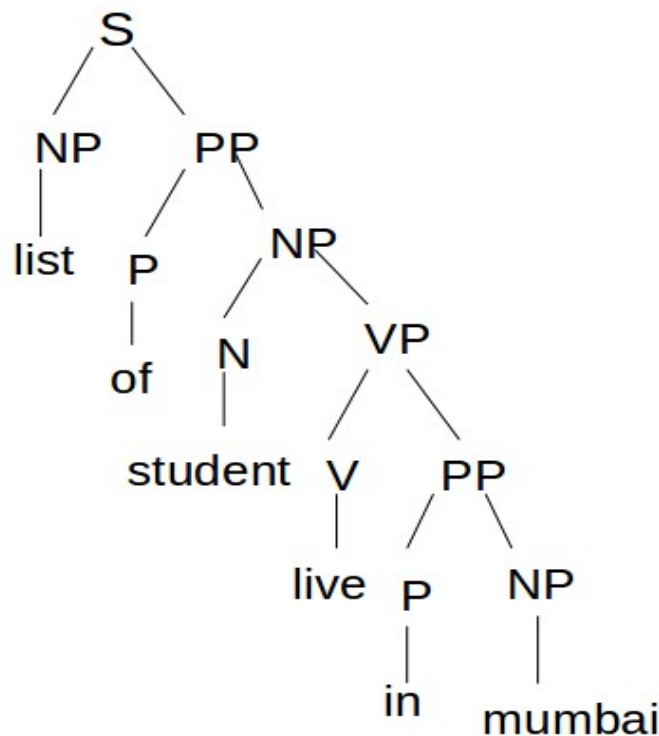 S
NP PP
list P NP
of N VP
student V PP
live P NP
in mumbai